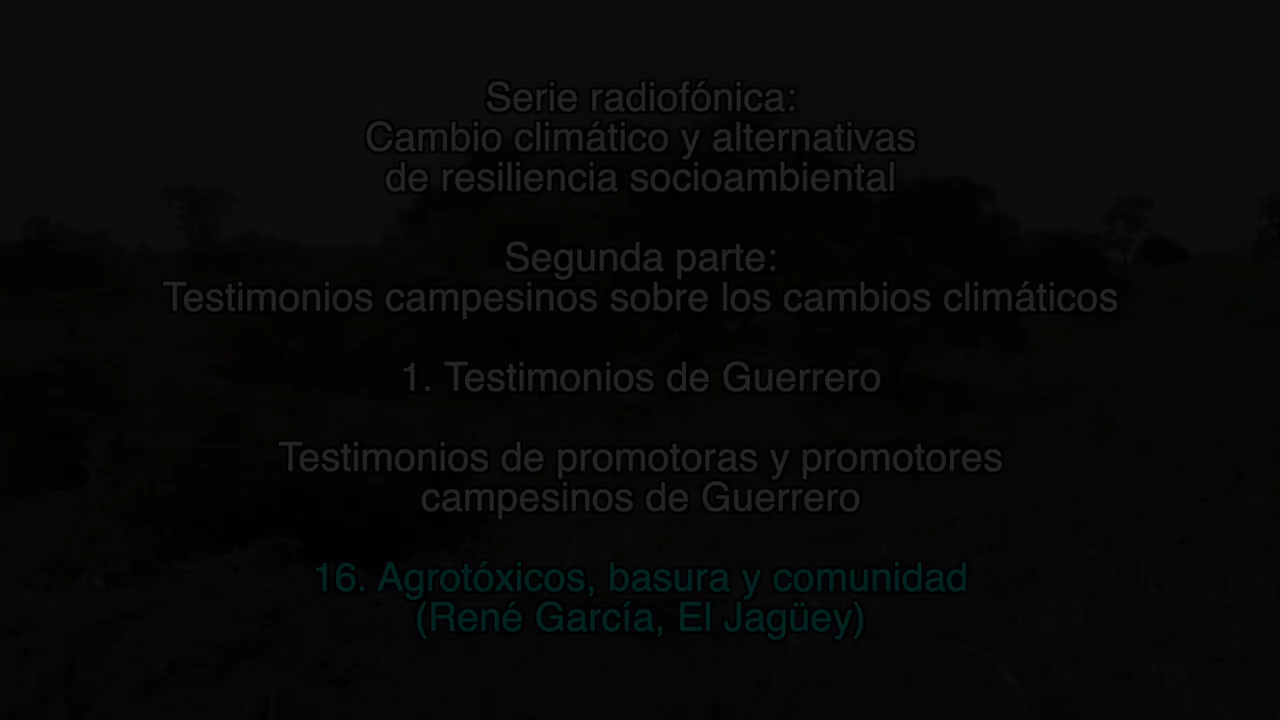 Serie radiofónica:
Cambio climático y alternativas
de resiliencia socioambiental
Segunda parte:
Testimonios campesinos sobre los cambios climáticos
1. Testimonios de Guerrero
Testimonios de promotoras y promotores
campesinos de Guerrero
16. Agrotóxicos, basura y comunidad
(René García, El Jagüey)